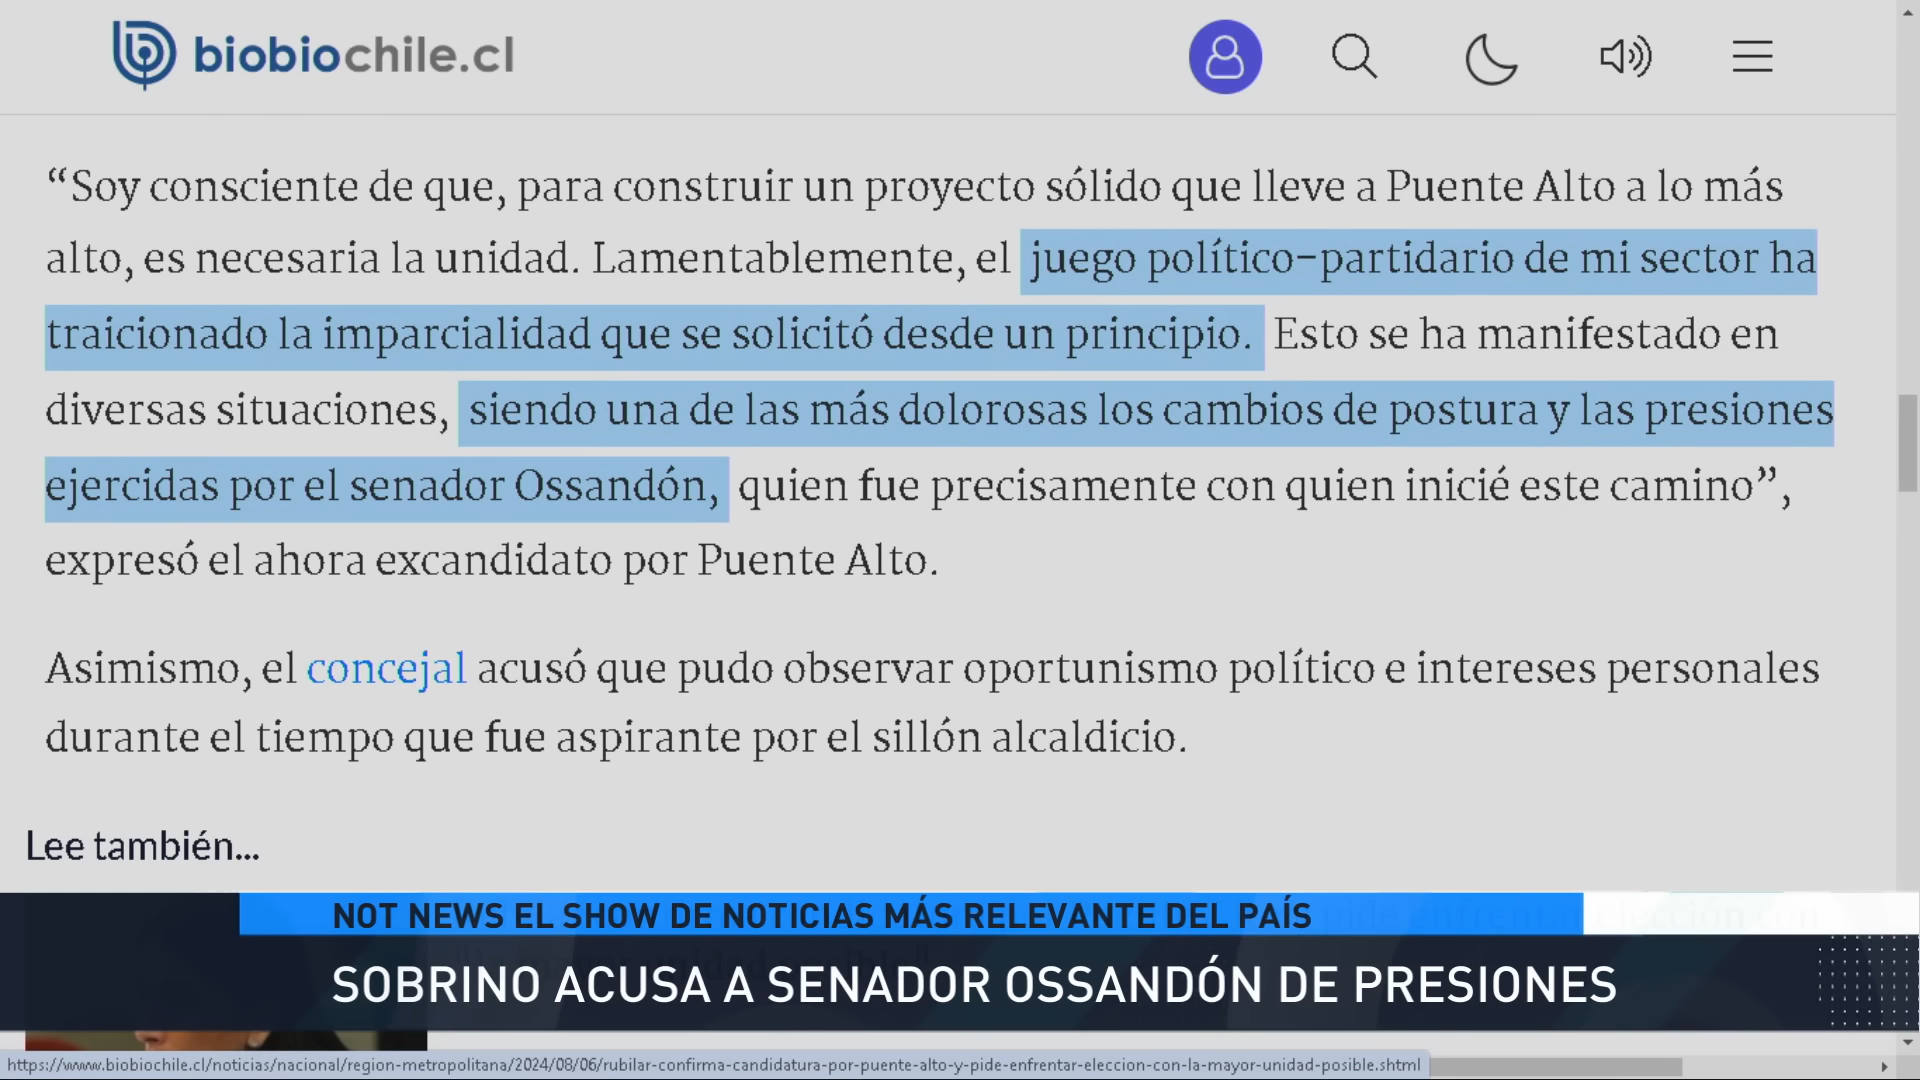 biobiochile.cl
“Soy consciente de que, para construir un proyecto sólido que lleve a Puente Alto a lo más
alto, es necesaria la unidad. Lamentablemente, el juego político-partidario de mi sector ha
traicionado la imparcialidad que se solicitó desde un principio. Esto se ha manifestado en
diversas situaciones, siendo una de las más dolorosas los cambios de postura y las presiones
ejercidas por el senador Ossandón, quien fue precisamente con quien inicié este camino”,
expresó el ahora excandidato por Puente Alto.
Asimismo, el concejal acusó que pudo observar oportunismo político e intereses personales
durante el tiempo que fue aspirante por el sillón alcaldicio.
Lee también...
NOT NEWS EL SHOW DE NOTICIAS MÁS RELEVANTE DEL PAÍS
SOBRINO ACUSA A SENADOR OSSANDÓN DE PRESIONES
https://www.biobiochile.cl/noticias/nacional/region-metropolitana/2024/08/06/rubilar-confirma-candidatura-por-puente-alto-y-pide-enfrentar-eleccion-con-la-mayor-unidad-posible.shtml